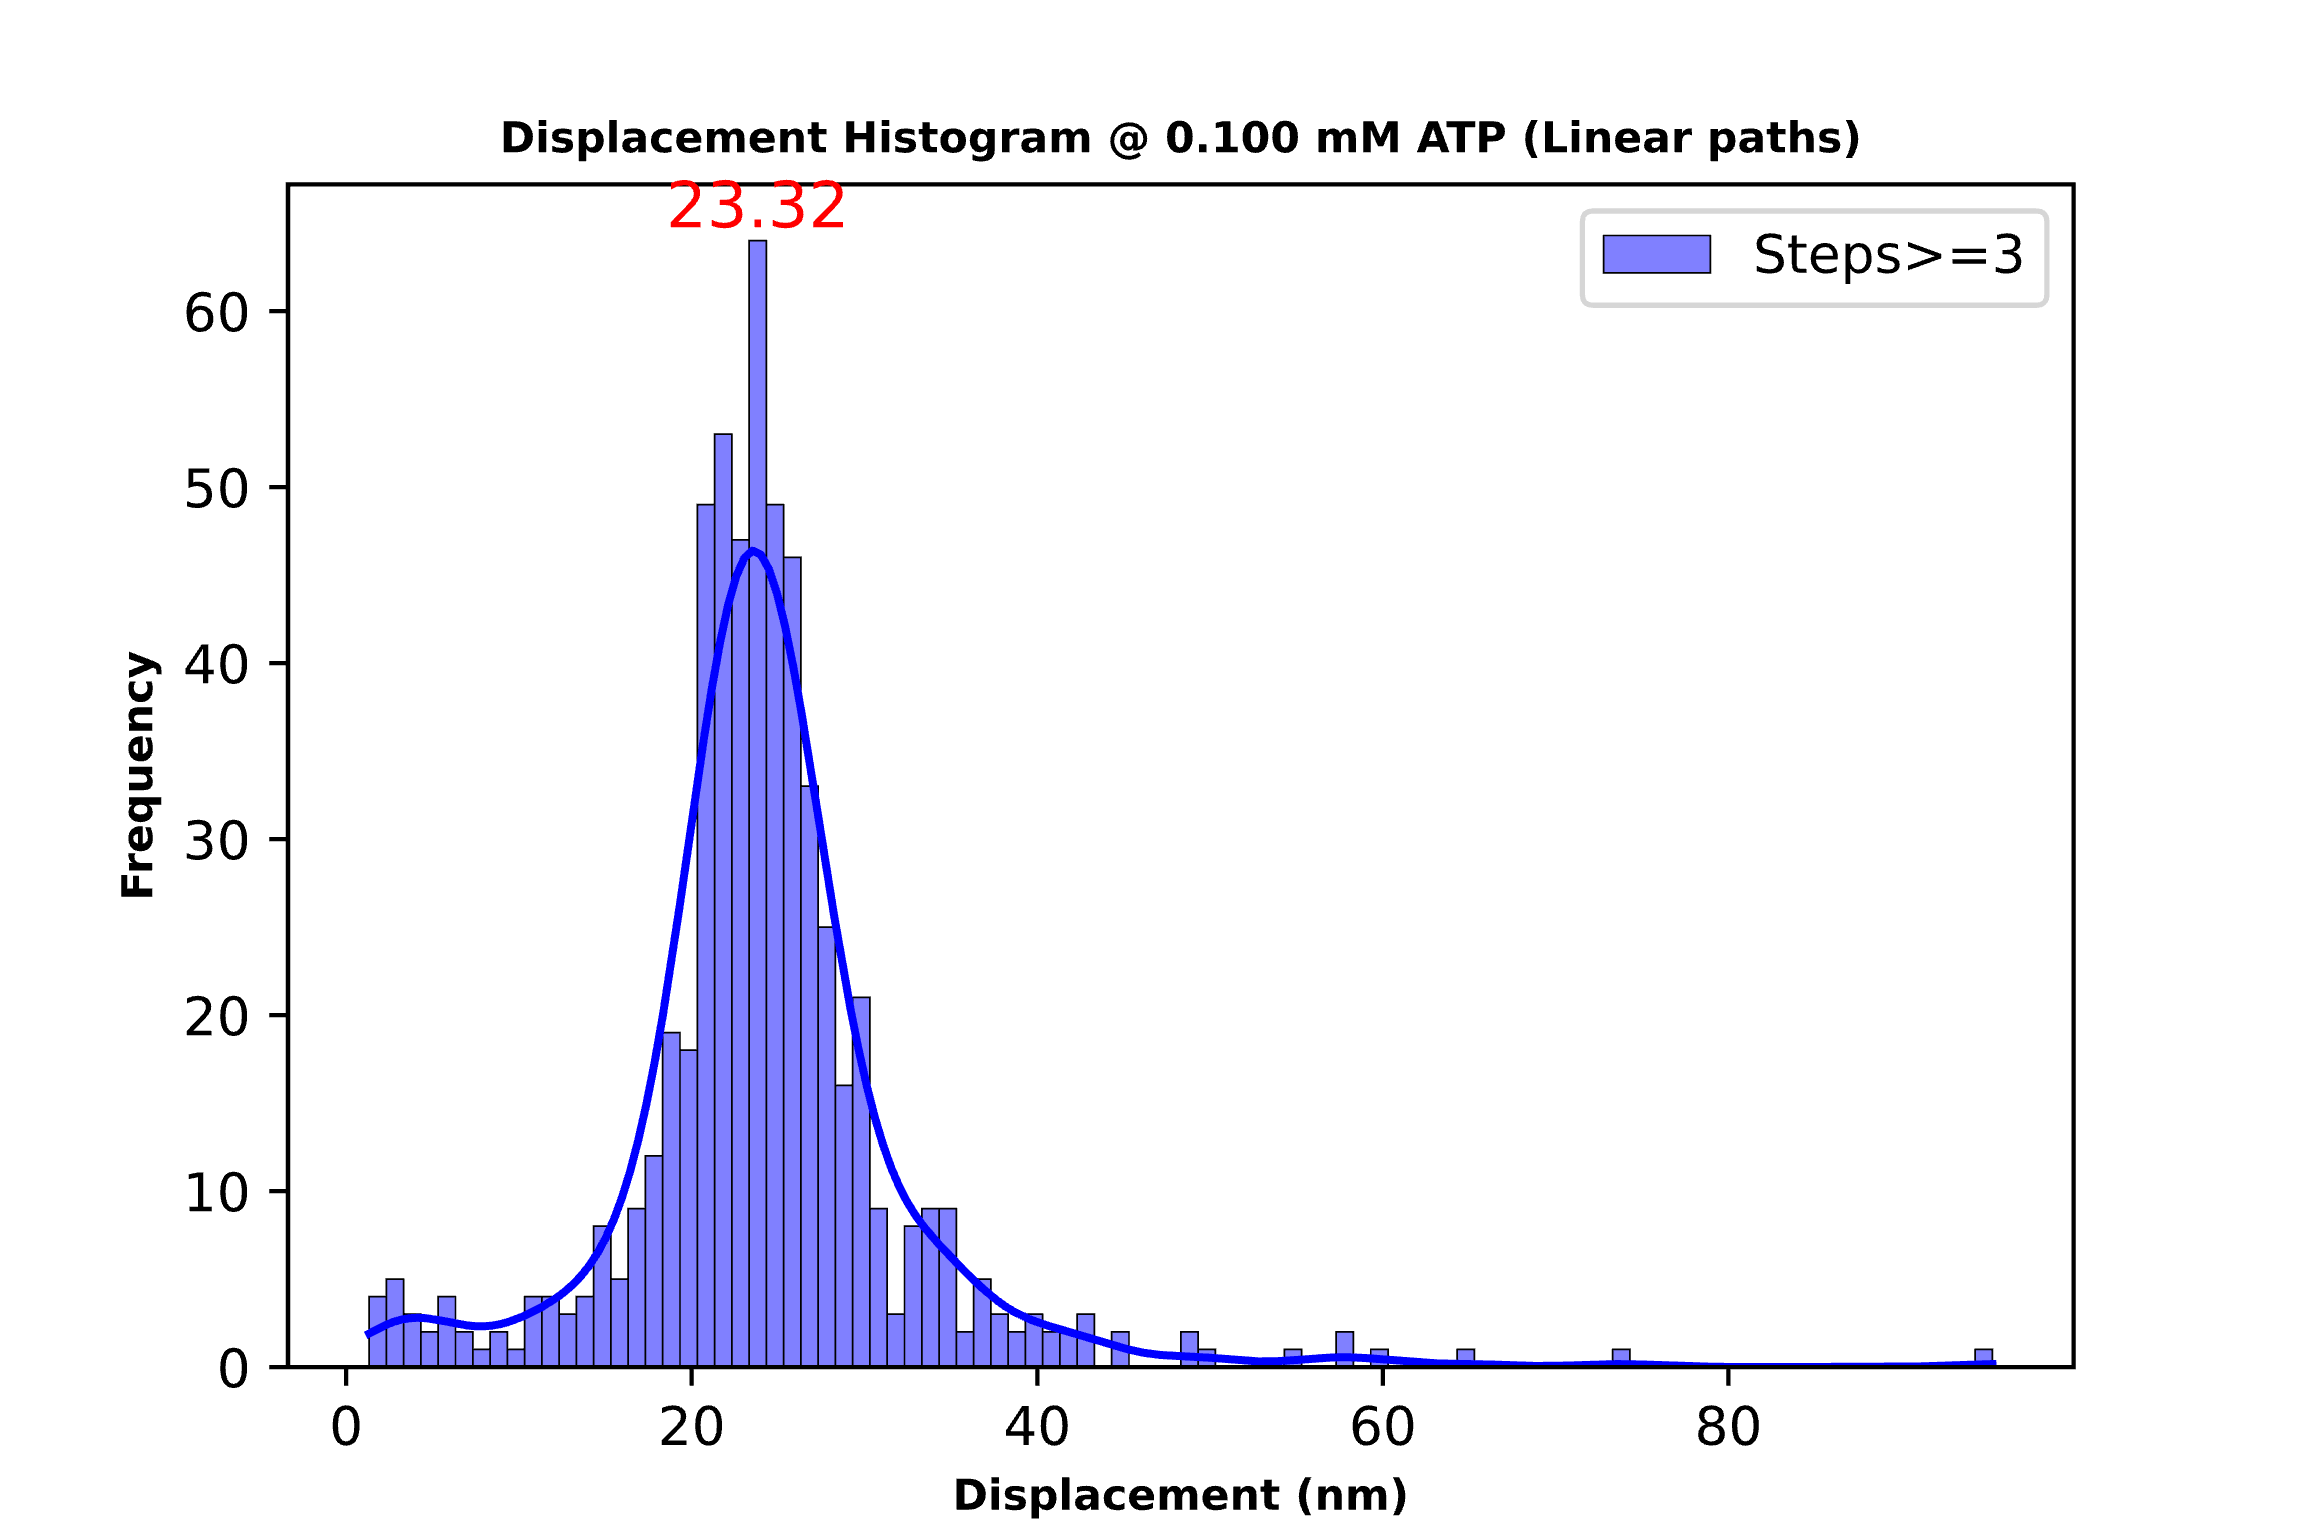 Displacement Histogram @ 0.100 mM ATP (Linear paths)
23.32
Steps>=3
60
50
40
30
20
10
0
Frequency
0 20 40 60 80
Displacement (nm)